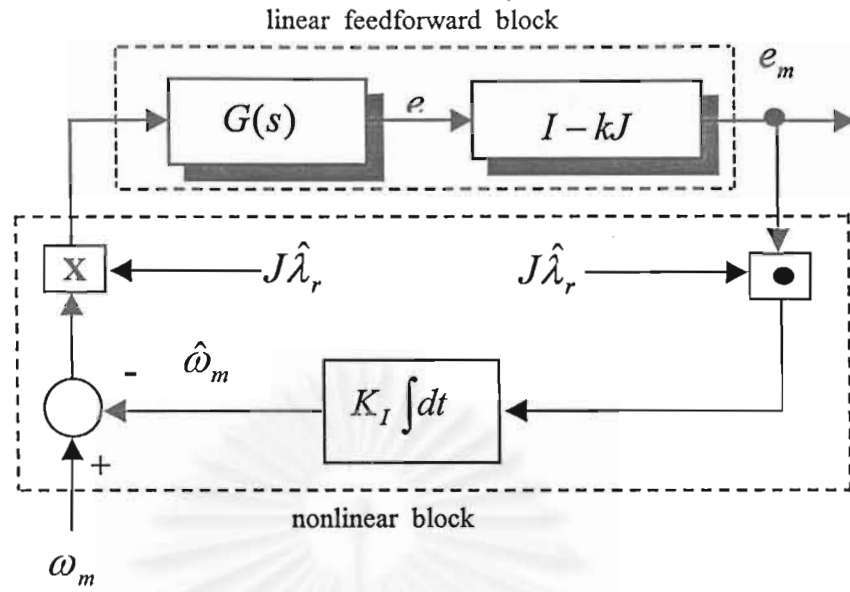 linear feedforward block
G(s)
e
I − kJ
e_m
X
Jλ̂_r
Jλ̂_r
•
-
ω̂_m
K_I ∫dt
+
nonlinear block
ω_m